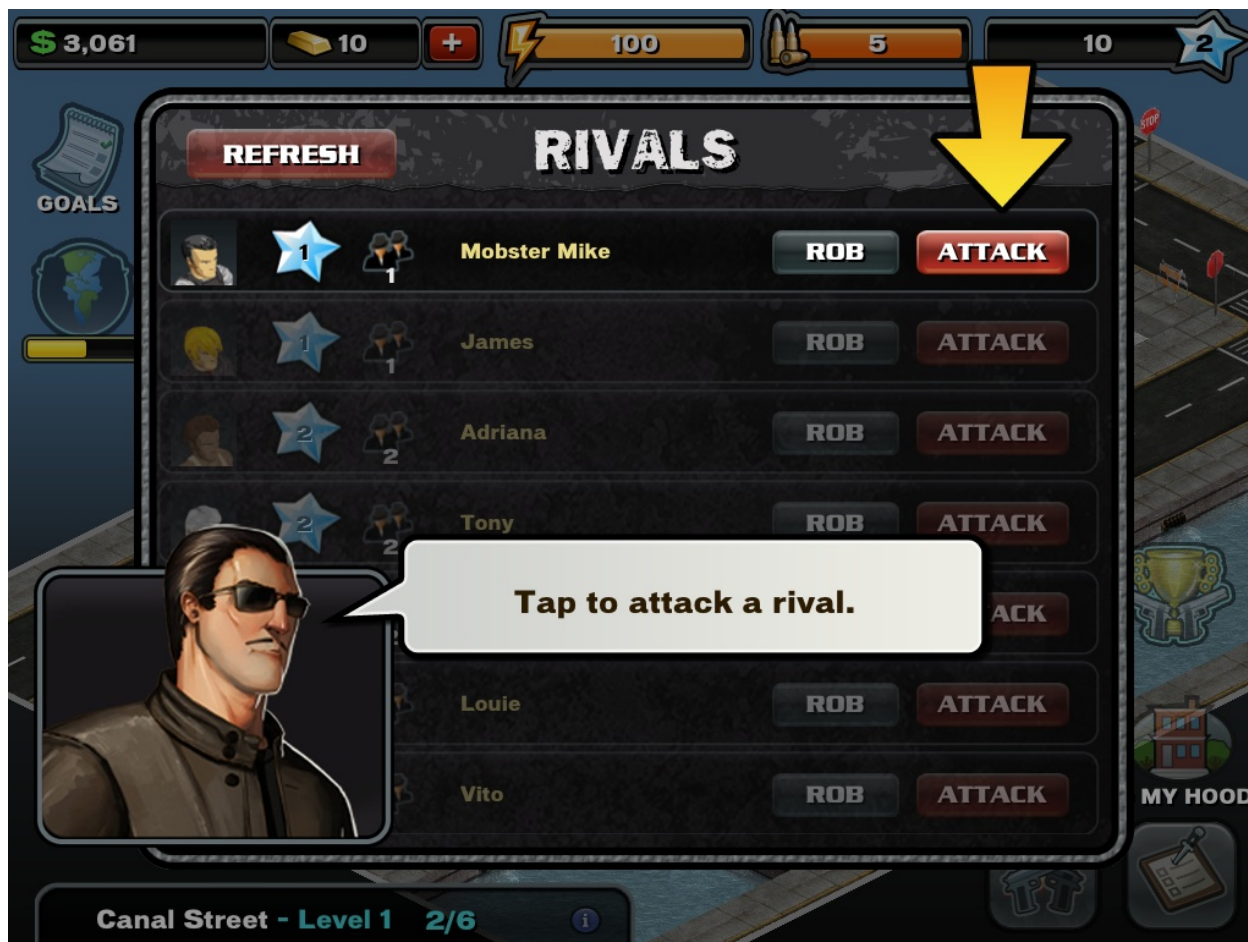 $ 3,061
10
+
100
5
10
2
GOALS
REFRESH
RIVALS
STOP
1 1 Mobster Mike ROB ATTACK
1 1 James ROB ATTACK
2 2 Adriana ROB ATTACK
2 2 Tony ROB ATTACK
Tap to attack a rival.
ACK
Louie ROB ATTACK
Vito ROB ATTACK
MY HOOD
Canal Street - Level 1 2/6 i